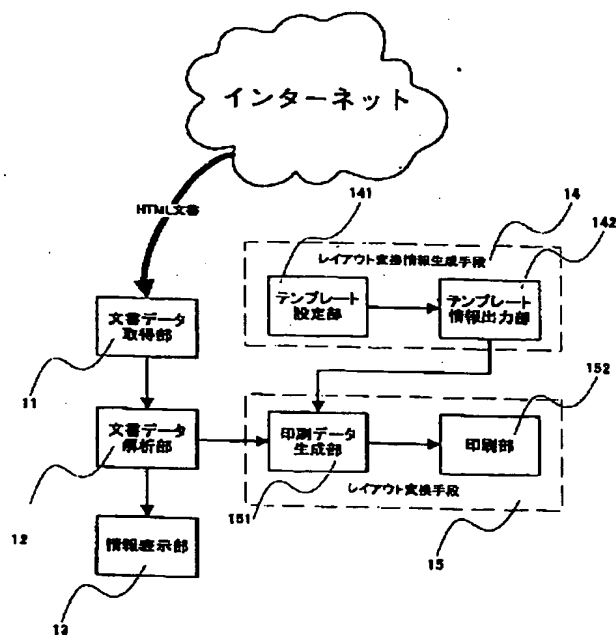 インターネット
HTML文書
141
14
142
レイアウト変換情報生成手段
テンプレート
設定部
テンプレート
情報出力部
文書データ
取得部
11
152
文書データ
解析部
印刷データ
生成部
印刷部
レイアウト変換手段
12
151
15
情報表示部
13